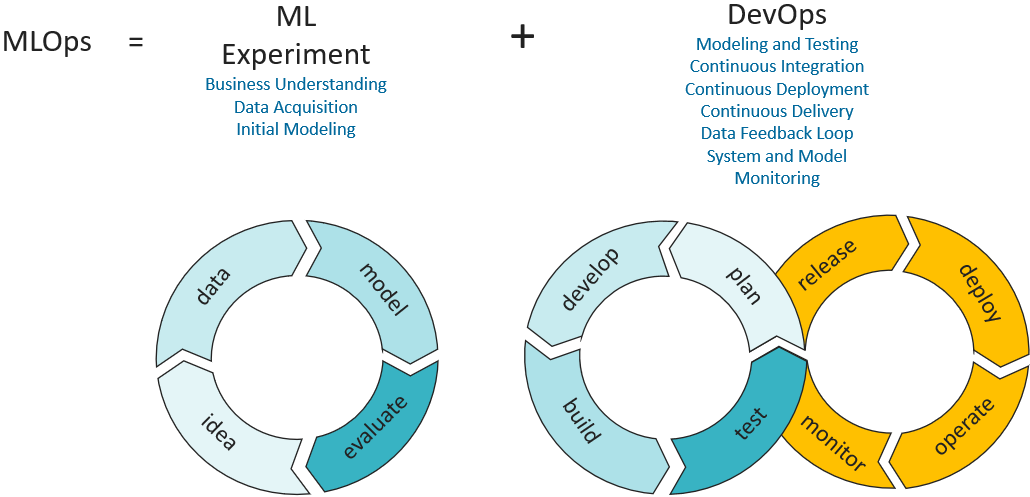 MLOps
=
ML
Experiment
Business Understanding
Data Acquisition
Initial Modeling
+
DevOps
Modeling and Testing
Continuous Integration
Continuous Deployment
Continuous Delivery
Data Feedback Loop
System and Model
Monitoring
data
model
idea
evaluate
develop
plan
build
test
release
deploy
monitor
operate